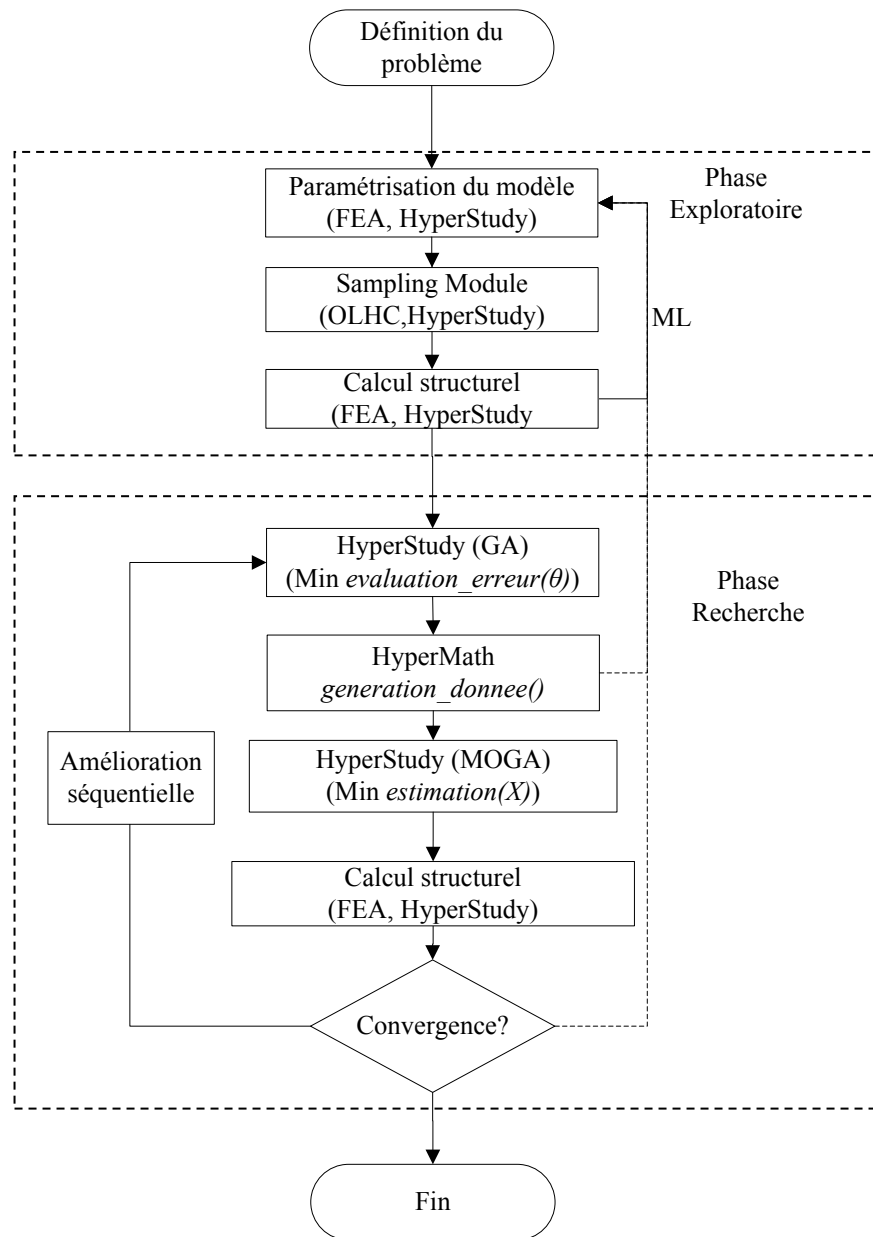 Définition du
problème
Paramétrisation du modèle
(FEA, HyperStudy)
Phase
Exploratoire
Sampling Module
(OLHC,HyperStudy)
ML
Calcul structurel
(FEA, HyperStudy
HyperStudy (GA)
(Min evaluation_erreur(θ))
Phase
Recherche
HyperMath
generation_donnee()
Amélioration
séquentielle
HyperStudy (MOGA)
(Min estimation(X))
Calcul structurel
(FEA, HyperStudy)
Convergence?
Fin